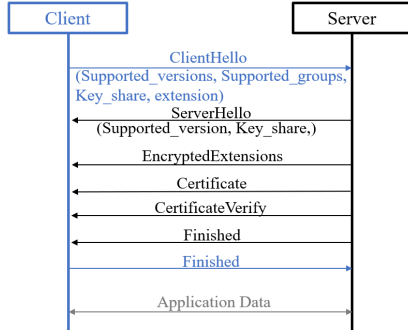 Client
Server
ClientHello
(Supported_versions, Supported_groups,
Key_share, extension)
ServerHello
(Supported_version, Key_share,)
EncryptedExtensions
Certificate
CertificateVerify
Finished
Finished
Application Data